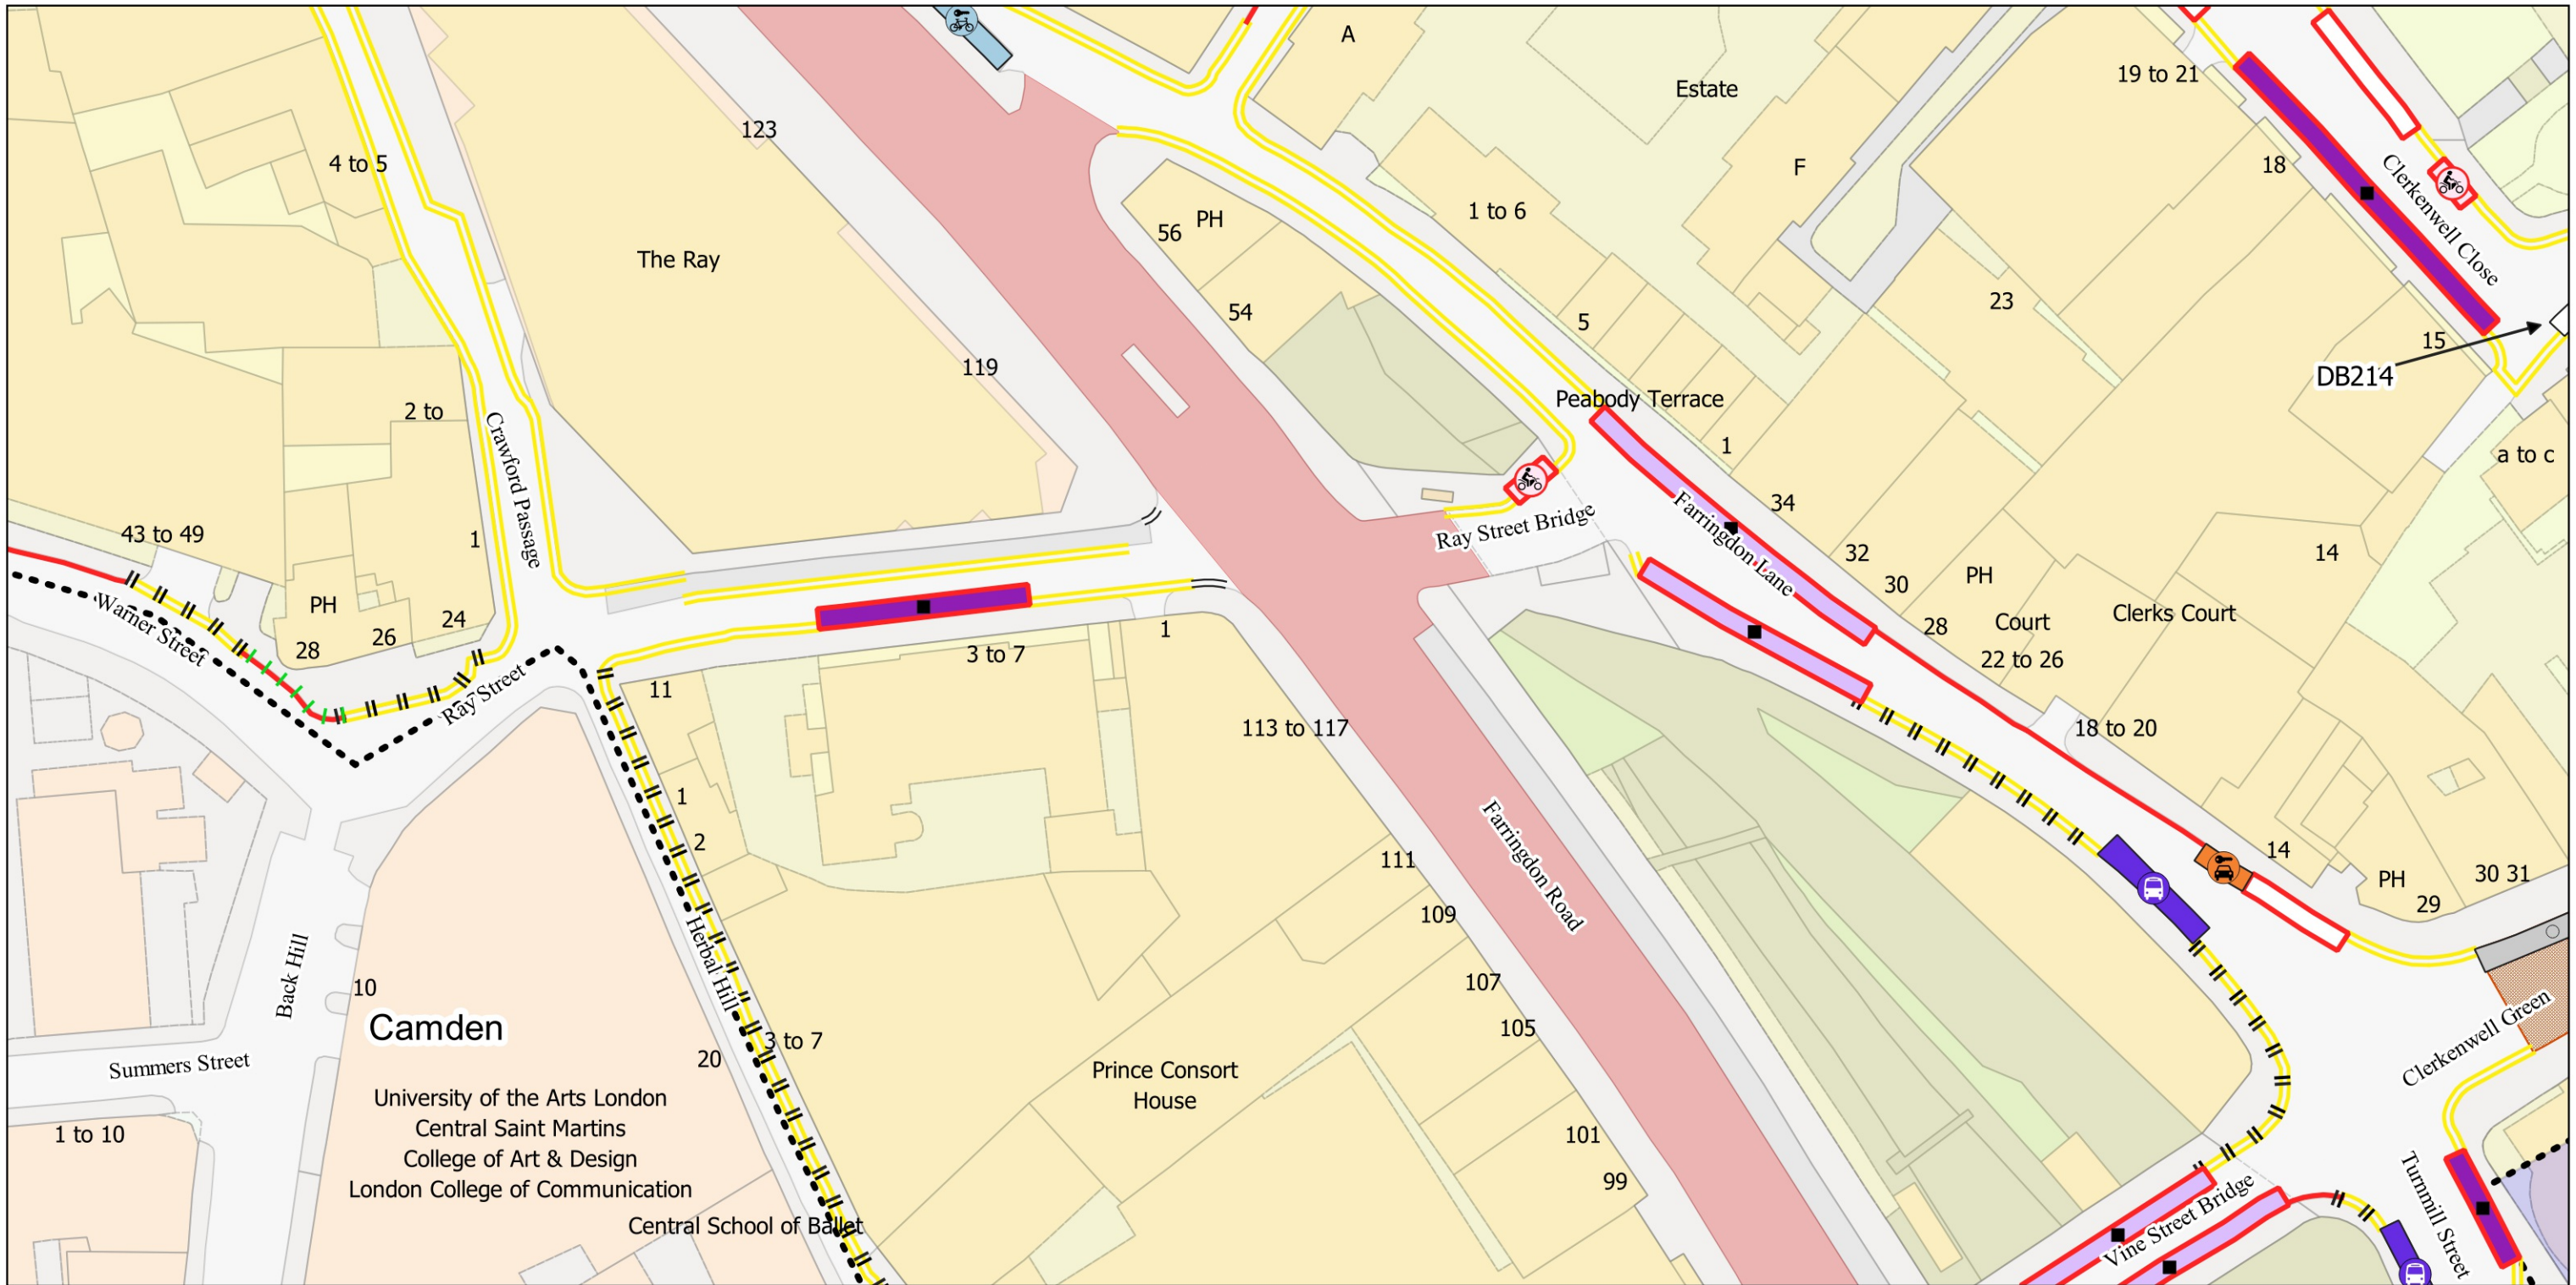 A
Estate
19 to 21
123
4 to 5
18
F
Clerkenwell Close
1 to 6
PH
56
The Ray
23
54
5
15
DB214
119
Peabody Terrace
2 to
Crawford Passage
1
a to c
34
Farringdon Lane
Ray Street Bridge
43 to 49
1
32
14
30
PH
PH
Warner Street
24
26
28
1
28
Court
Clerks Court
3 to 7
22 to 26
Ray Street
11
113 to 117
18 to 20
1
2
Farringdon Road
111
14
PH
30 31
29
109
Herbal Hill
Back Hill
10
107
Camden
105
3 to 7
20
Clerkenwell Green
Summers Street
Prince Consort
House
University of the Arts London
Central Saint Martins
College of Art & Design
London College of Communication
1 to 10
101
99
Turnmill Street
Vine Street Bridge
Central School of Ballet